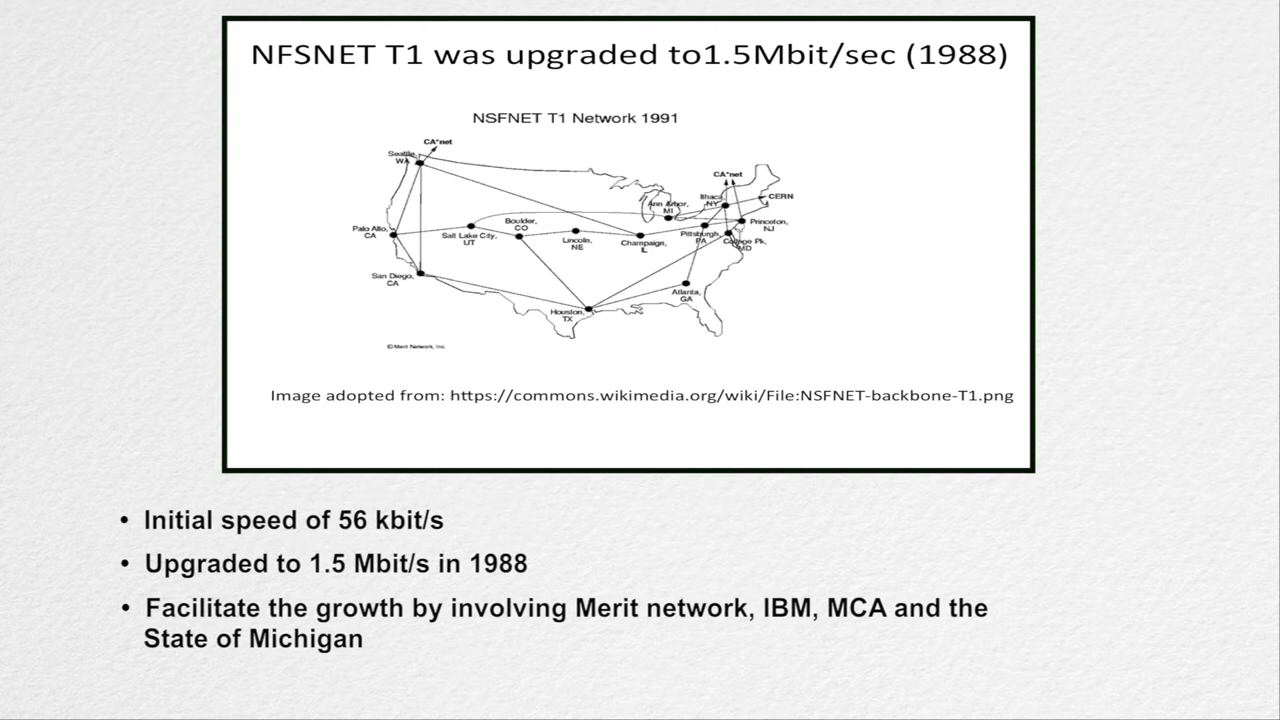 NFSNET T1 was upgraded to1.5Mbit/sec (1988)
NSFNET T1 Network 1991
CA*net
Seattle,
WA
CA*net
CERN
Ithaca,
NY
Ann Arbor,
MI
Princeton,
NJ
Boulder,
CO
Palo Alto,
CA
Salt Lake City,
UT
Lincoln,
NE
Champaign,
IL
Pittsburgh,
PA
College Pk,
MD
San Diego,
CA
Atlanta,
GA
Houston,
TX
© Merit Network, Inc.
Image adopted from: https://commons.wikimedia.org/wiki/File:NSFNET-backbone-T1.png
• Initial speed of 56 kbit/s
• Upgraded to 1.5 Mbit/s in 1988
• Facilitate the growth by involving Merit network, IBM, MCA and the
State of Michigan